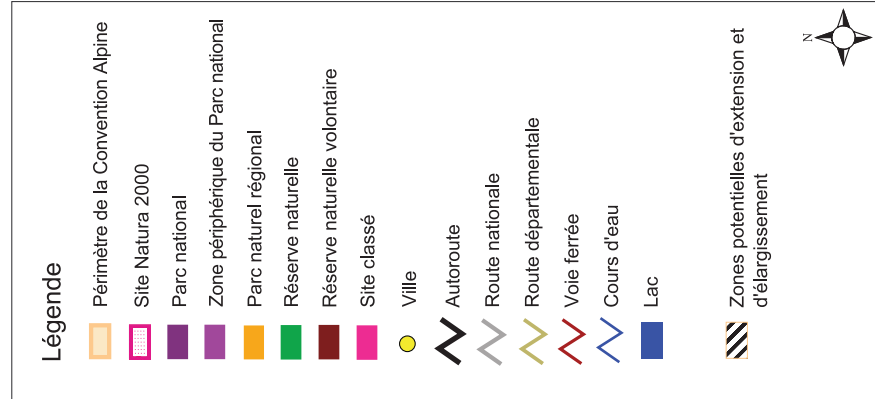 Légende
Périmètre de la Convention Alpine
Site Natura 2000
Parc national
Zone périphérique du Parc national
Parc naturel régional
Réserve naturelle
Réserve naturelle volontaire
Site classé
Ville
Autoroute
Route nationale
Route départementale
Voie ferrée
Cours d'eau
Lac
Zones potentielles d'extension et
d'élargissement
N